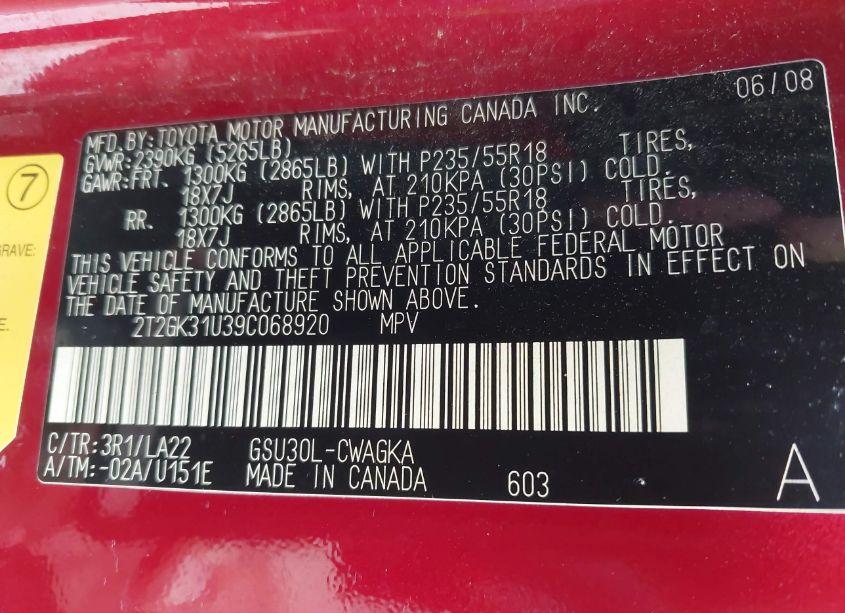 06/08
MFD. BY: TOYOTA MOTOR MANUFACTURING CANADA INC.
GVWR: 2390KG (5265LB)
GAWR: FRT. 1300KG (2865LB) WITH P235/55R18 TIRES,
18X7J RIMS, AT 210KPA (30PSI) COLD.
RR. 1300KG (2865LB) WITH P235/55R18 TIRES,
18X7J RIMS, AT 210KPA (30PSI) COLD.
THIS VEHICLE CONFORMS TO ALL APPLICABLE FEDERAL MOTOR
VEHICLE SAFETY AND THEFT PREVENTION STANDARDS IN EFFECT ON
THE DATE OF MANUFACTURE SHOWN ABOVE.
2T2GK31U39C068920 MPV
C/TR: 3R1/LA22 GSU30L-CWAGKA
A/TM: -02A/U151E MADE IN CANADA 603 A
7
GRAVE: